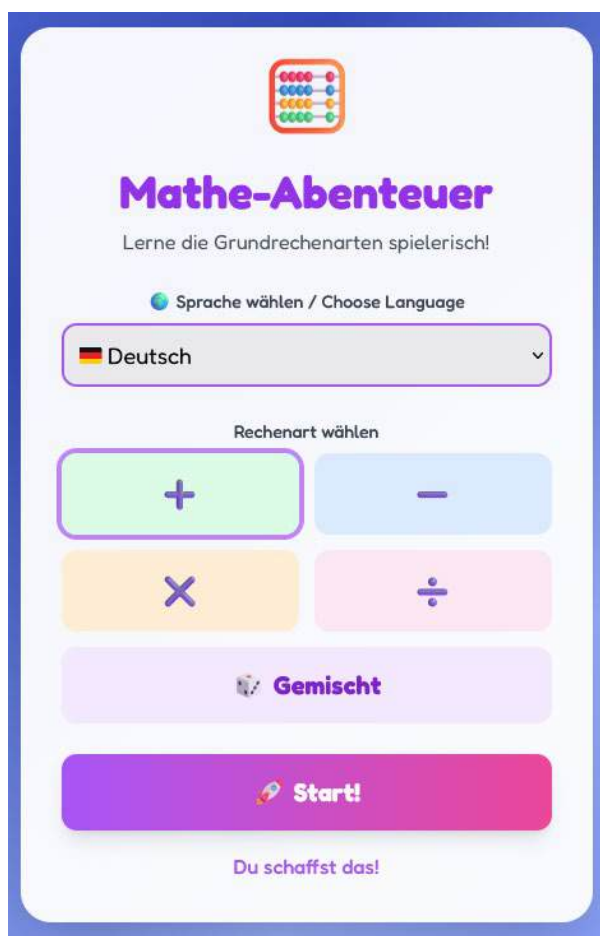 Mathe-Abenteuer
Lerne die Grundrechenarten spielerisch!
🌍 Sprache wählen / Choose Language
🇩🇪 Deutsch
Rechenart wählen
➕ ➖
✖️ ➗
🎲 Gemischt
🚀 Start!
Du schaffst das!